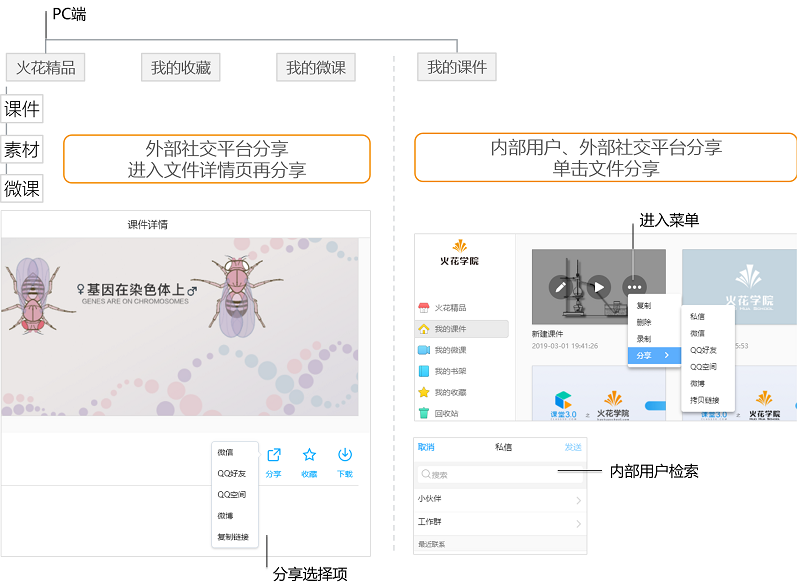 PC端
火花精品
我的收藏
我的微课
我的课件
课件
素材
微课
外部社交平台分享
进入文件详情页再分享
课件详情
♀基因在染色体上♂
GENES ARE ON CHROMOSOMES
微信
QQ好友
QQ空间
微博
复制链接
分享
收藏
下载
分享选择项
内部用户、外部社交平台分享
单击文件分享
进入菜单
火花学院
火花精品
我的课件
我的微课
我的书架
我的收藏
回收站
新建课件
2019-03-01 19:41:26
复制
删除
录制
分享
私信
微信
QQ好友
QQ空间
微博
拷贝链接
火花学院
5:53
课堂3.0
火花学院
课堂3.0
火花学院
取消
私信
发送
搜索
小伙伴
工作群
最近联系
内部用户检索